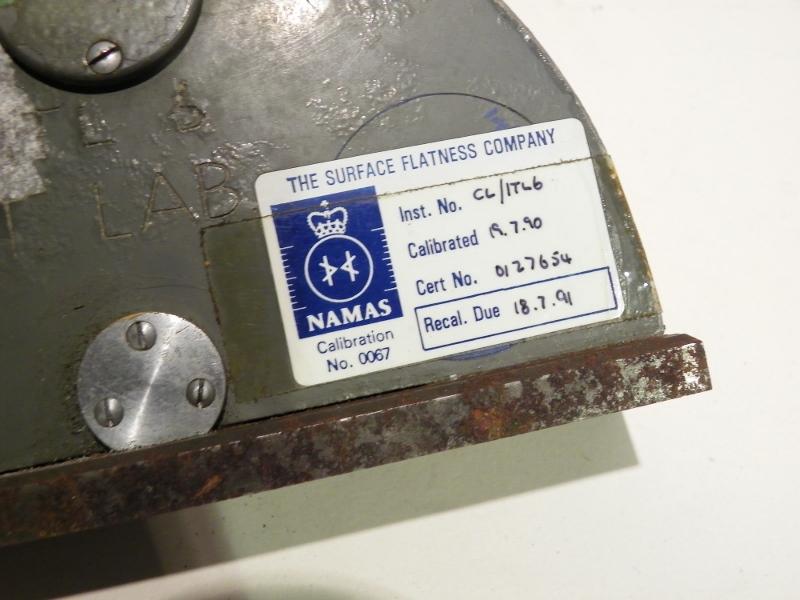 LAB
THE SURFACE FLATNESS COMPANY
Inst. No. CL/ITL6
Calibrated 19.7.90
Cert No. 0127654
Recal. Due 18.7.91
NAMAS
Calibration
No. 0067